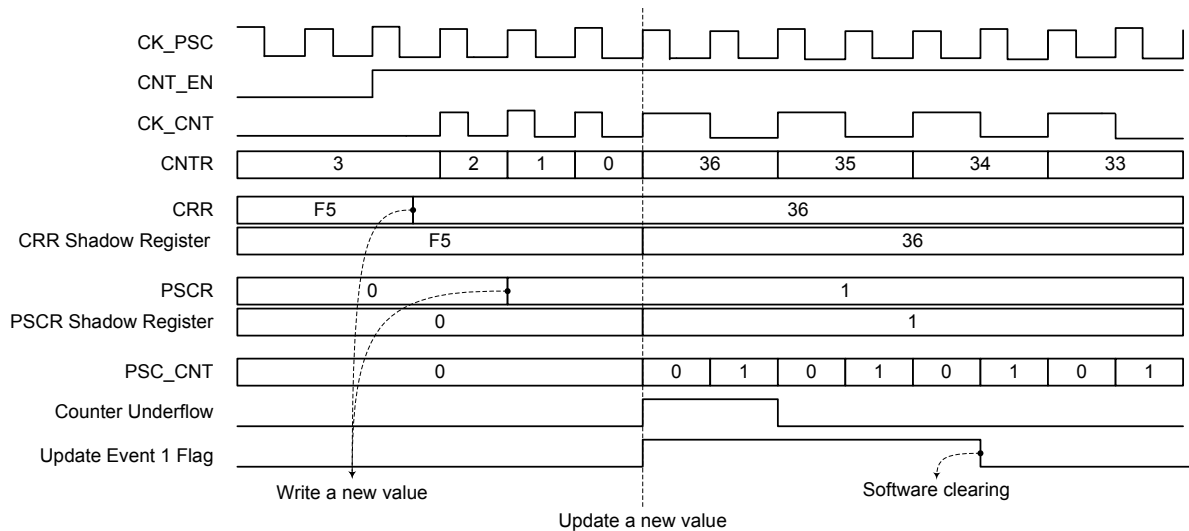 CK_PSC
CNT_EN
CK_CNT
CNTR 3 2 1 0 36 35 34 33
CRR F5 36
CRR Shadow Register F5 36
PSCR 0 1
PSCR Shadow Register 0 1
PSC_CNT 0 0 1 0 1 0 1 0 1
Counter Underflow
Update Event 1 Flag
Write a new value Software clearing
Update a new value